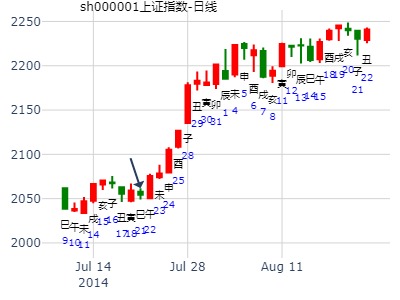 sh000001上证指数-日线
2250
2200
2150
2100
2050
2000
巳 9
午 10
未 11
戌 14
亥 15
子 16
丑 17
寅 18
巳 21
午 22
未 23
申 24
酉 25
子 28
丑 29
寅 30
卯 31
辰 1
未 4
申 5
酉 6
戌 7
亥 8
寅 11
卯 12
辰 13
巳 14
午 15
酉 18
戌 19
亥 20
子 21
丑 22
Jul 14
2014
Jul 28
Aug 11